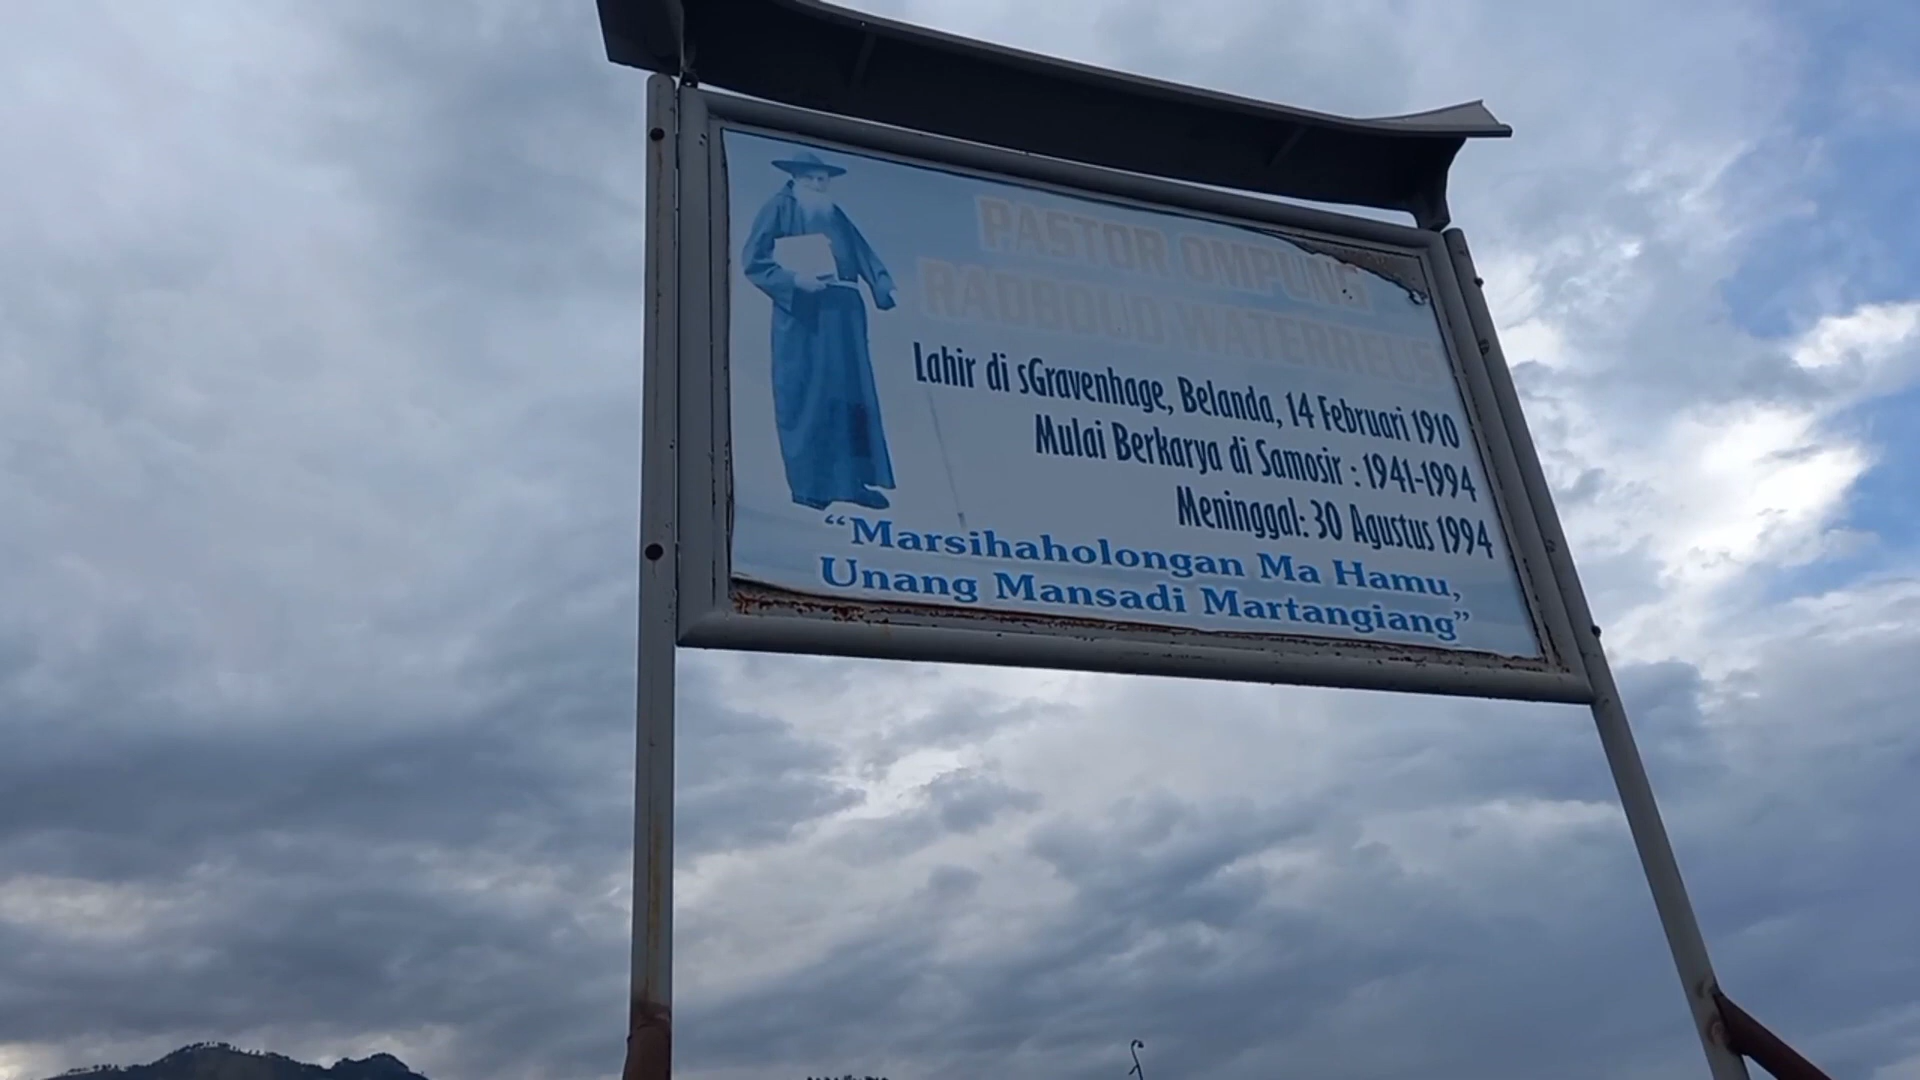 PASTOR OMPUNG
RADBOUD WATERREUS
Lahir di sGravenhage, Belanda, 14 Februari 1910
Mulai Berkarya di Samosir : 1941-1994
Meninggal: 30 Agustus 1994
“Marsihaholongan Ma Hamu,
Unang Mansadi Martangiang”